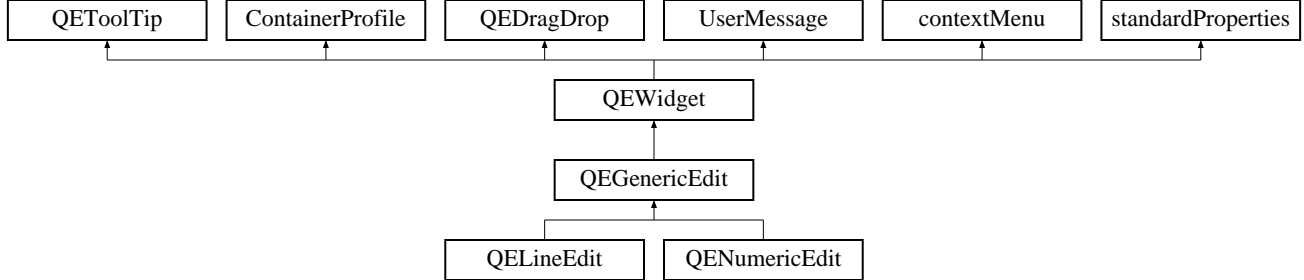 QEToolTip
ContainerProfile
QEDragDrop
UserMessage
contextMenu
standardProperties
QEWidget
QEGenericEdit
QELineEdit
QENumericEdit